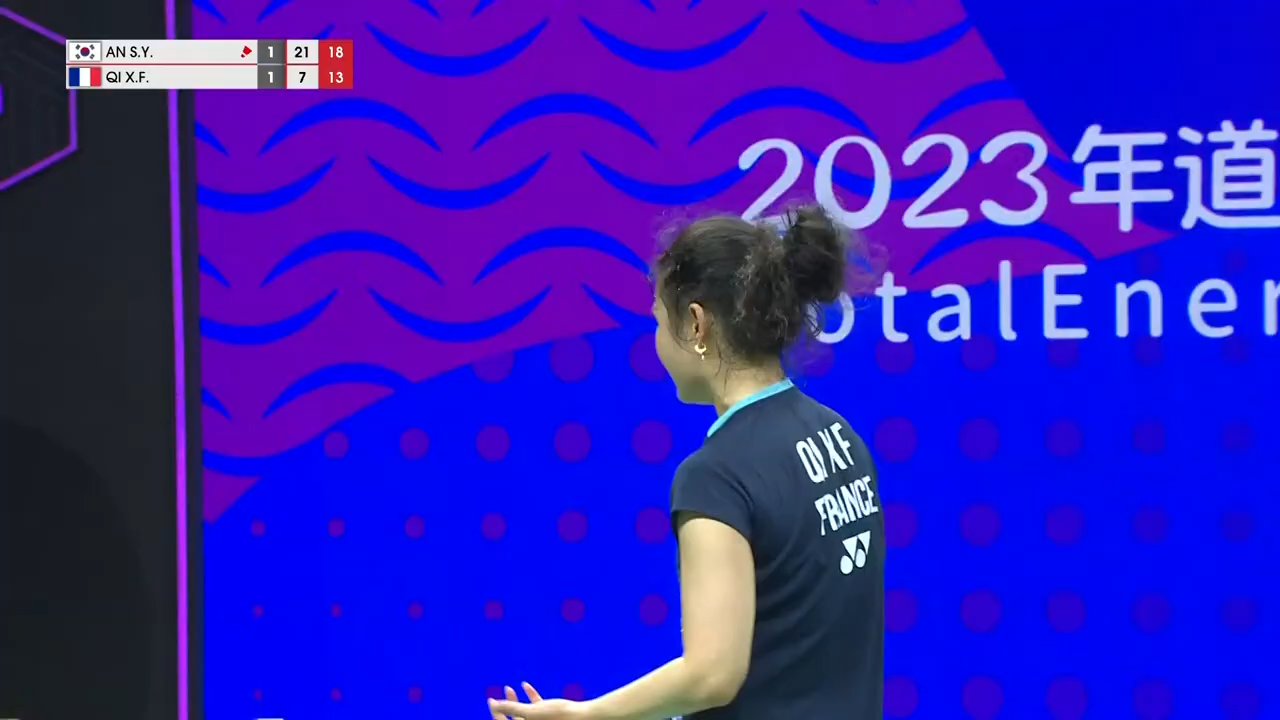 AN S.Y. 1 21 18
QI X.F. 1 7 13
2023年道
otalEner
QI X F
FRANCE